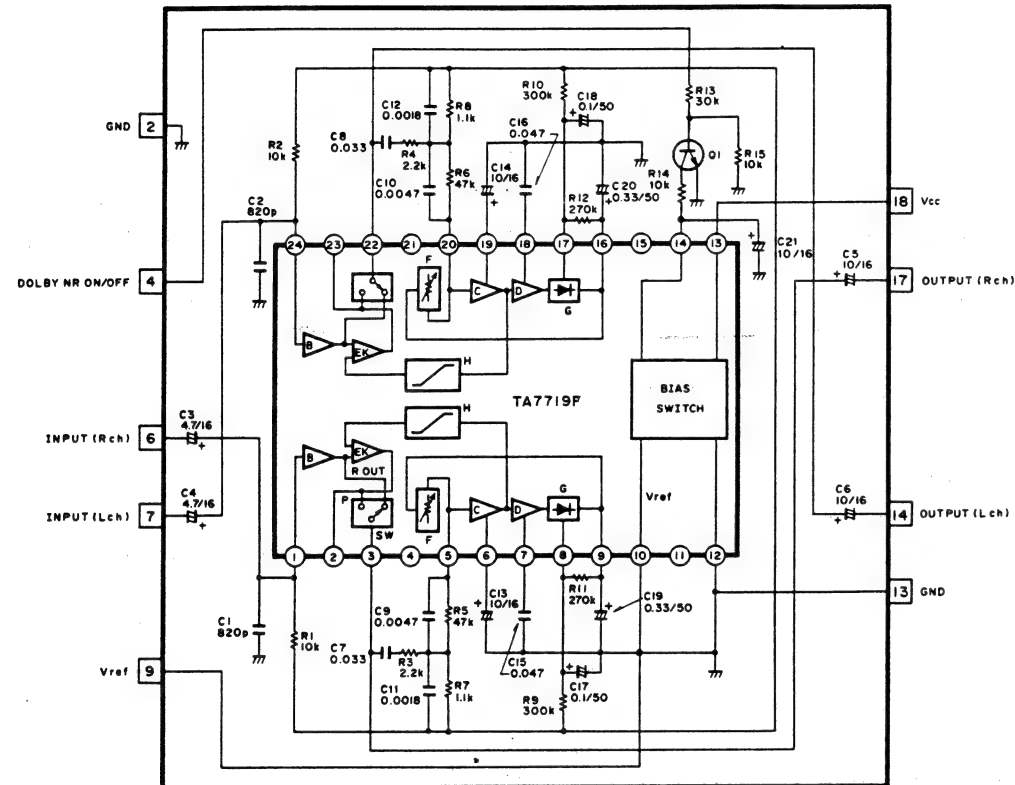 GND 2
DOLBY NR ON/OFF 4
INPUT (Rch) 6
INPUT (Lch) 7
Vref 9
18 Vcc
17 OUTPUT (Rch)
14 OUTPUT (Lch)
13 GND
R2
10k
C2
820p
C8
0.033
C12
0.0018
R4
2.2k
C10
0.0047
R8
1.1k
R6
47k
C14
10/16
+
C16
0.047
R10
300k
C18
0.1/50
+
R12
270k
C20
0.33/50
+
R13
30k
Q1
R14
10k
R15
10k
C21
10/16
+
C5
10/16
+
C6
10/16
+
24 23 22 21 20 19 18 17 16 15 14 13
F
C
D
G
B
EK
H
TA7719F
BIAS
SWITCH
H
B
EK
R OUT
P
SW
F
C
D
G
Vref
1 2 3 4 5 6 7 8 9 10 11 12
C3
4.7/16
+
C4
4.7/16
+
C1
820p
R1
10k
C7
0.033
C9
0.0047
R3
2.2k
C11
0.0018
R5
47k
R7
1.1k
C13
10/16
+
C15
0.047
R9
300k
R11
270k
C17
0.1/50
+
C19
0.33/50
+